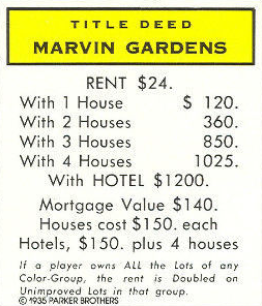 TITLE DEED
MARVIN GARDENS
RENT $24.
With 1 House $ 120.
With 2 Houses 360.
With 3 Houses 850.
With 4 Houses 1025.
With HOTEL $1200.
Mortgage Value $140.
Houses cost $150. each
Hotels, $150. plus 4 houses
If a player owns ALL the Lots of any
Color-Group, the rent is Doubled on
Unimproved Lots in that group.
© 1935 PARKER BROTHERS